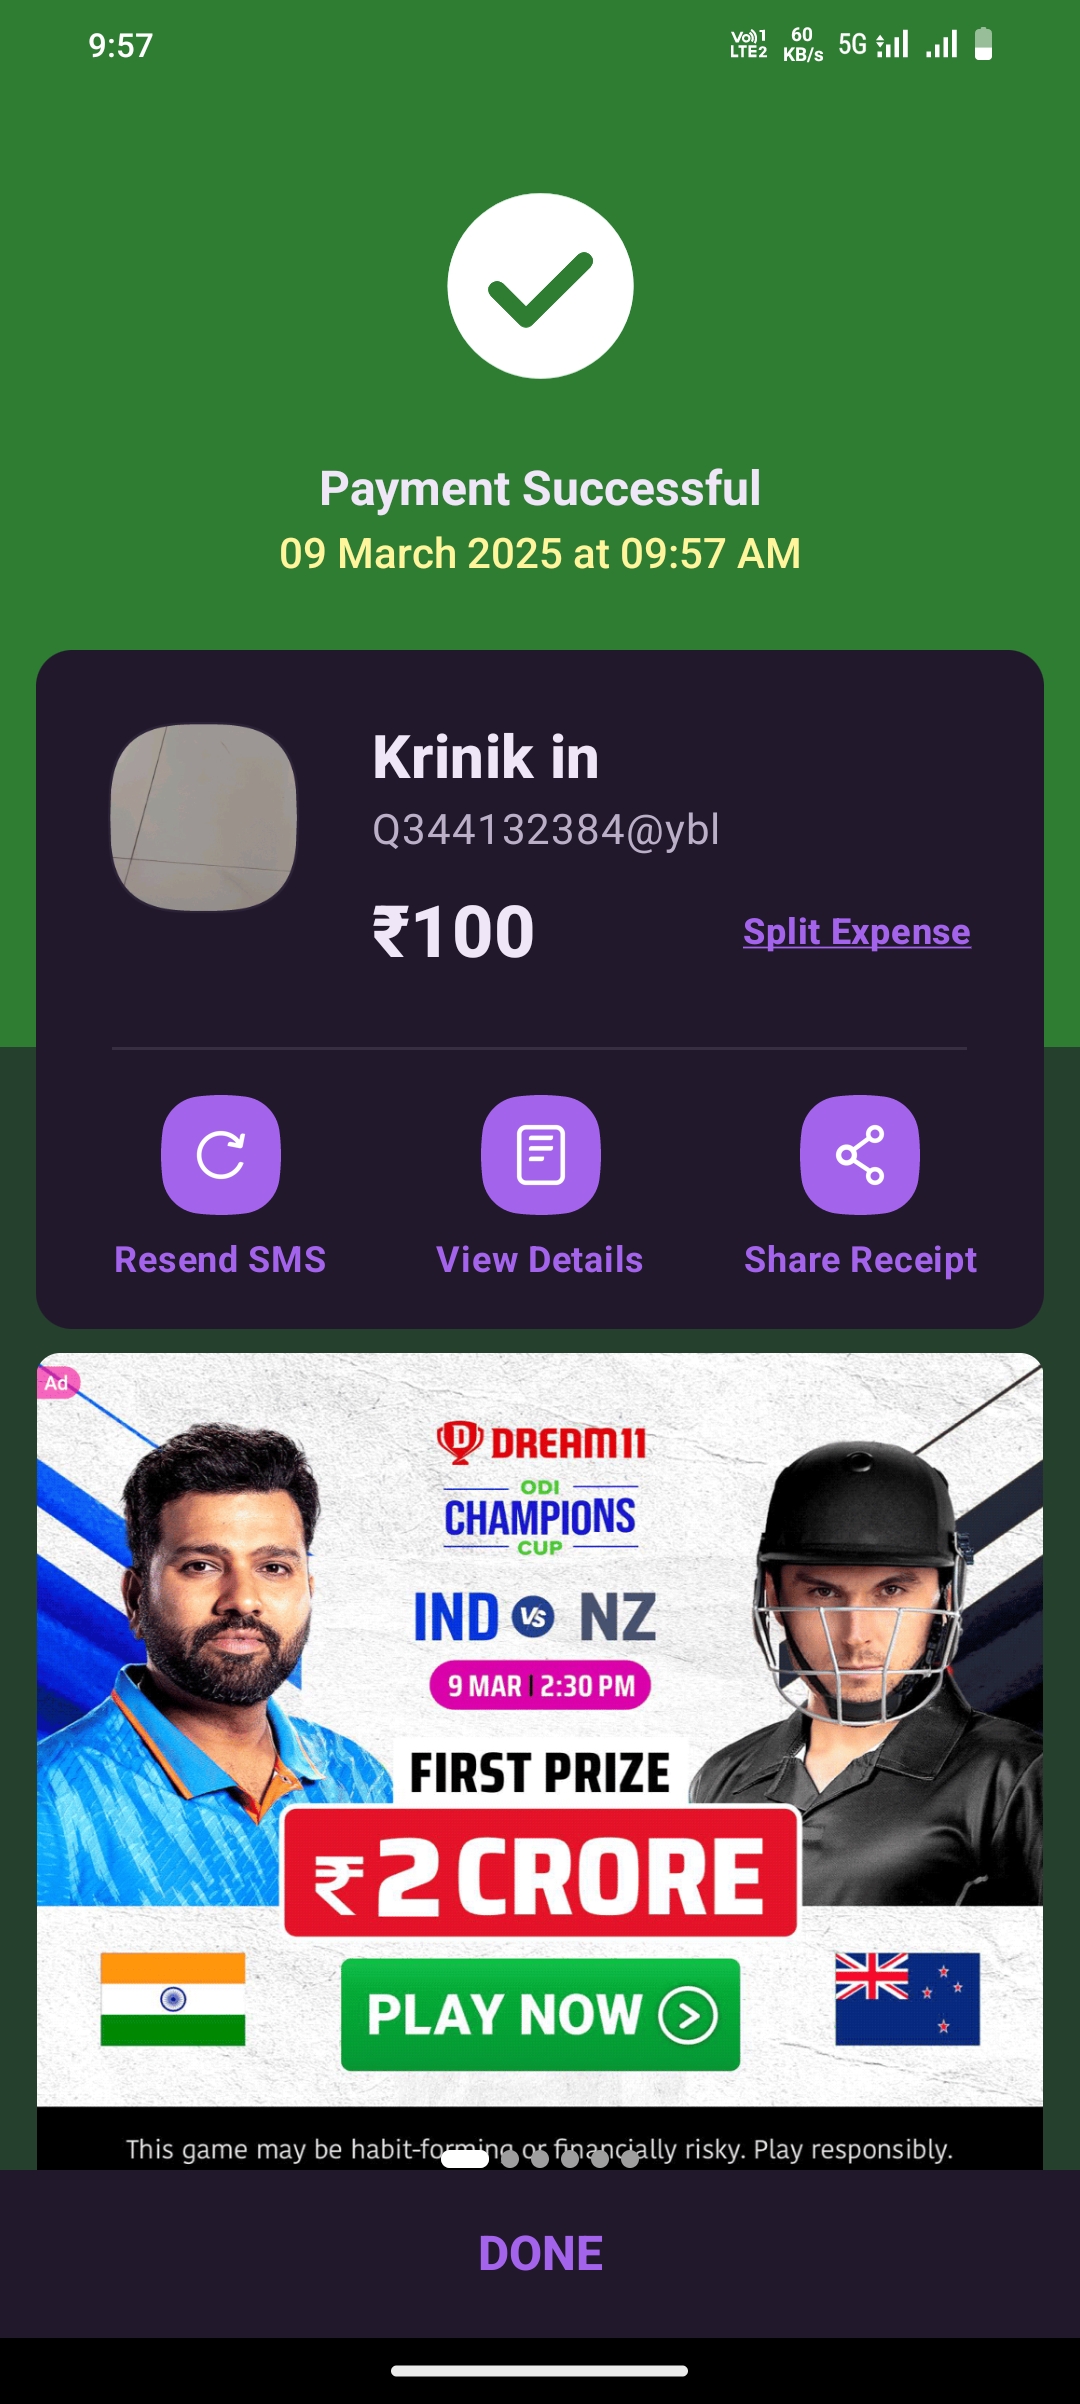 9:57
Vo)) 1
LTE2
60
KB/s
5G
Payment Successful
09 March 2025 at 09:57 AM
Krinik in
Q344132384@ybl
₹100
Split Expense
Resend SMS
View Details
Share Receipt
Ad
DREAM11
ODI
CHAMPIONS
CUP
IND VS NZ
9 MAR | 2:30 PM
FIRST PRIZE
₹2 CRORE
PLAY NOW
This game may be habit-forming or financially risky. Play responsibly.
DONE